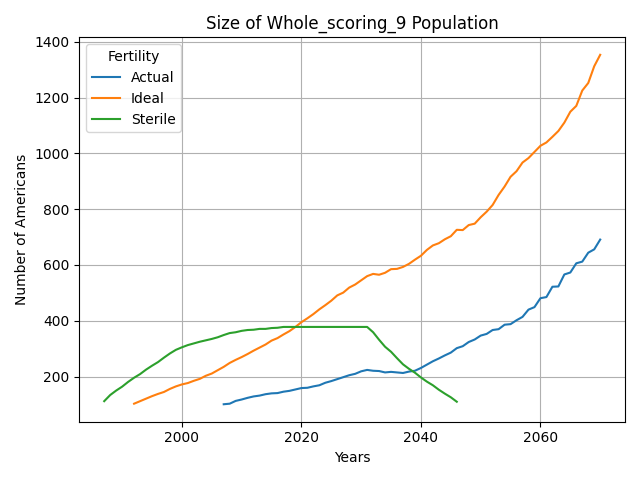 Size of Whole_scoring_9 Population
Fertility
Actual
Ideal
Sterile
Number of Americans
1400
1200
1000
800
600
400
200
2000
2020
2040
2060
Years